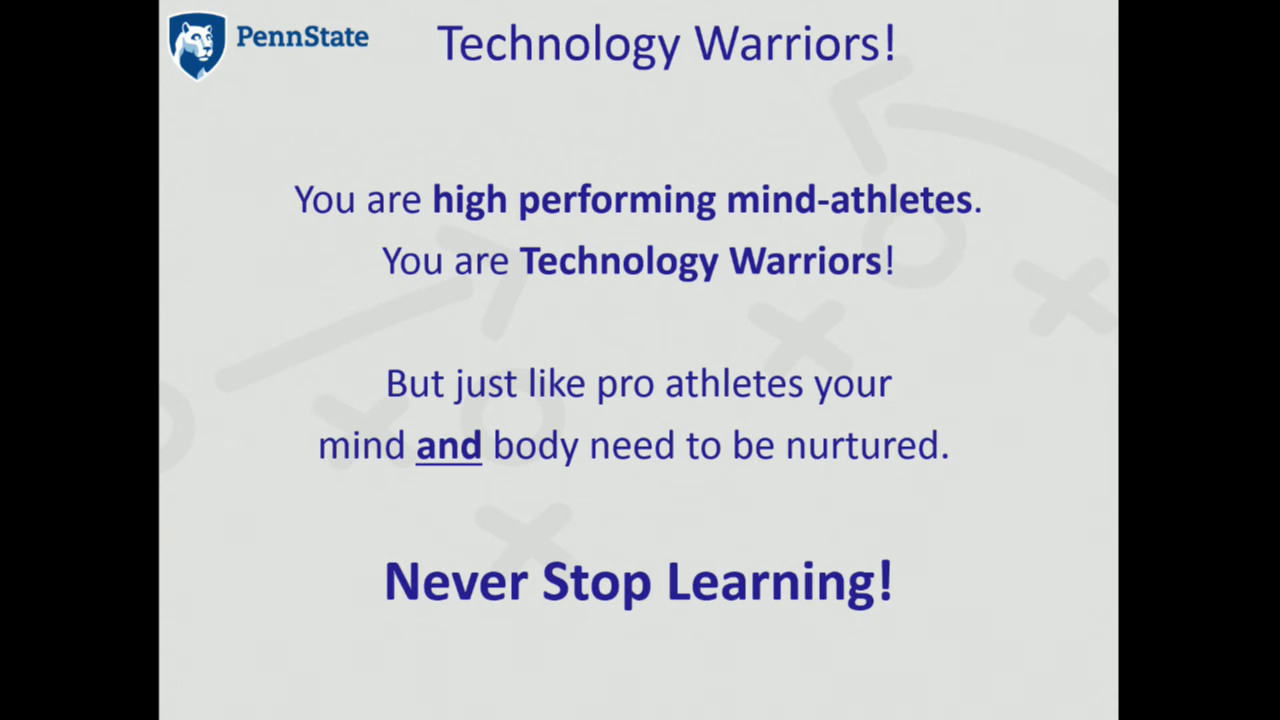 PennState
Technology Warriors!
You are high performing mind-athletes.
You are Technology Warriors!
But just like pro athletes your
mind and body need to be nurtured.
Never Stop Learning!